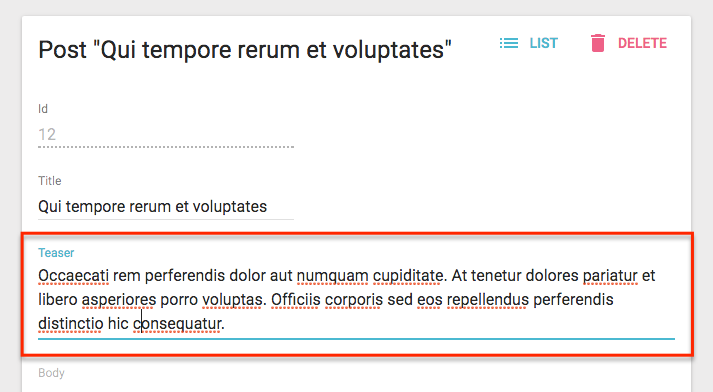 Post "Qui tempore rerum et voluptates"
LIST
DELETE
Id
12
Title
Qui tempore rerum et voluptates
Teaser
Occaecati rem perferendis dolor aut numquam cupiditate. At tenetur dolores pariatur et
libero asperiores porro voluptas. Officiis corporis sed eos repellendus perferendis
distinctio hic consequatur.
Body